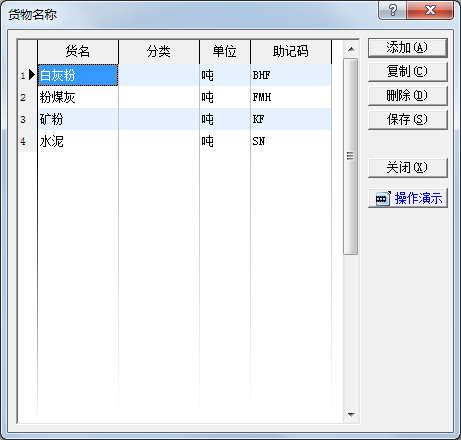 货物名称
货名 分类 单位 助记码
1 白灰粉 吨 BHF
2 粉煤灰 吨 FMH
3 矿粉 吨 KF
4 水泥 吨 SN
添加(A)
复制(C)
删除(D)
保存(S)
关闭(X)
操作演示